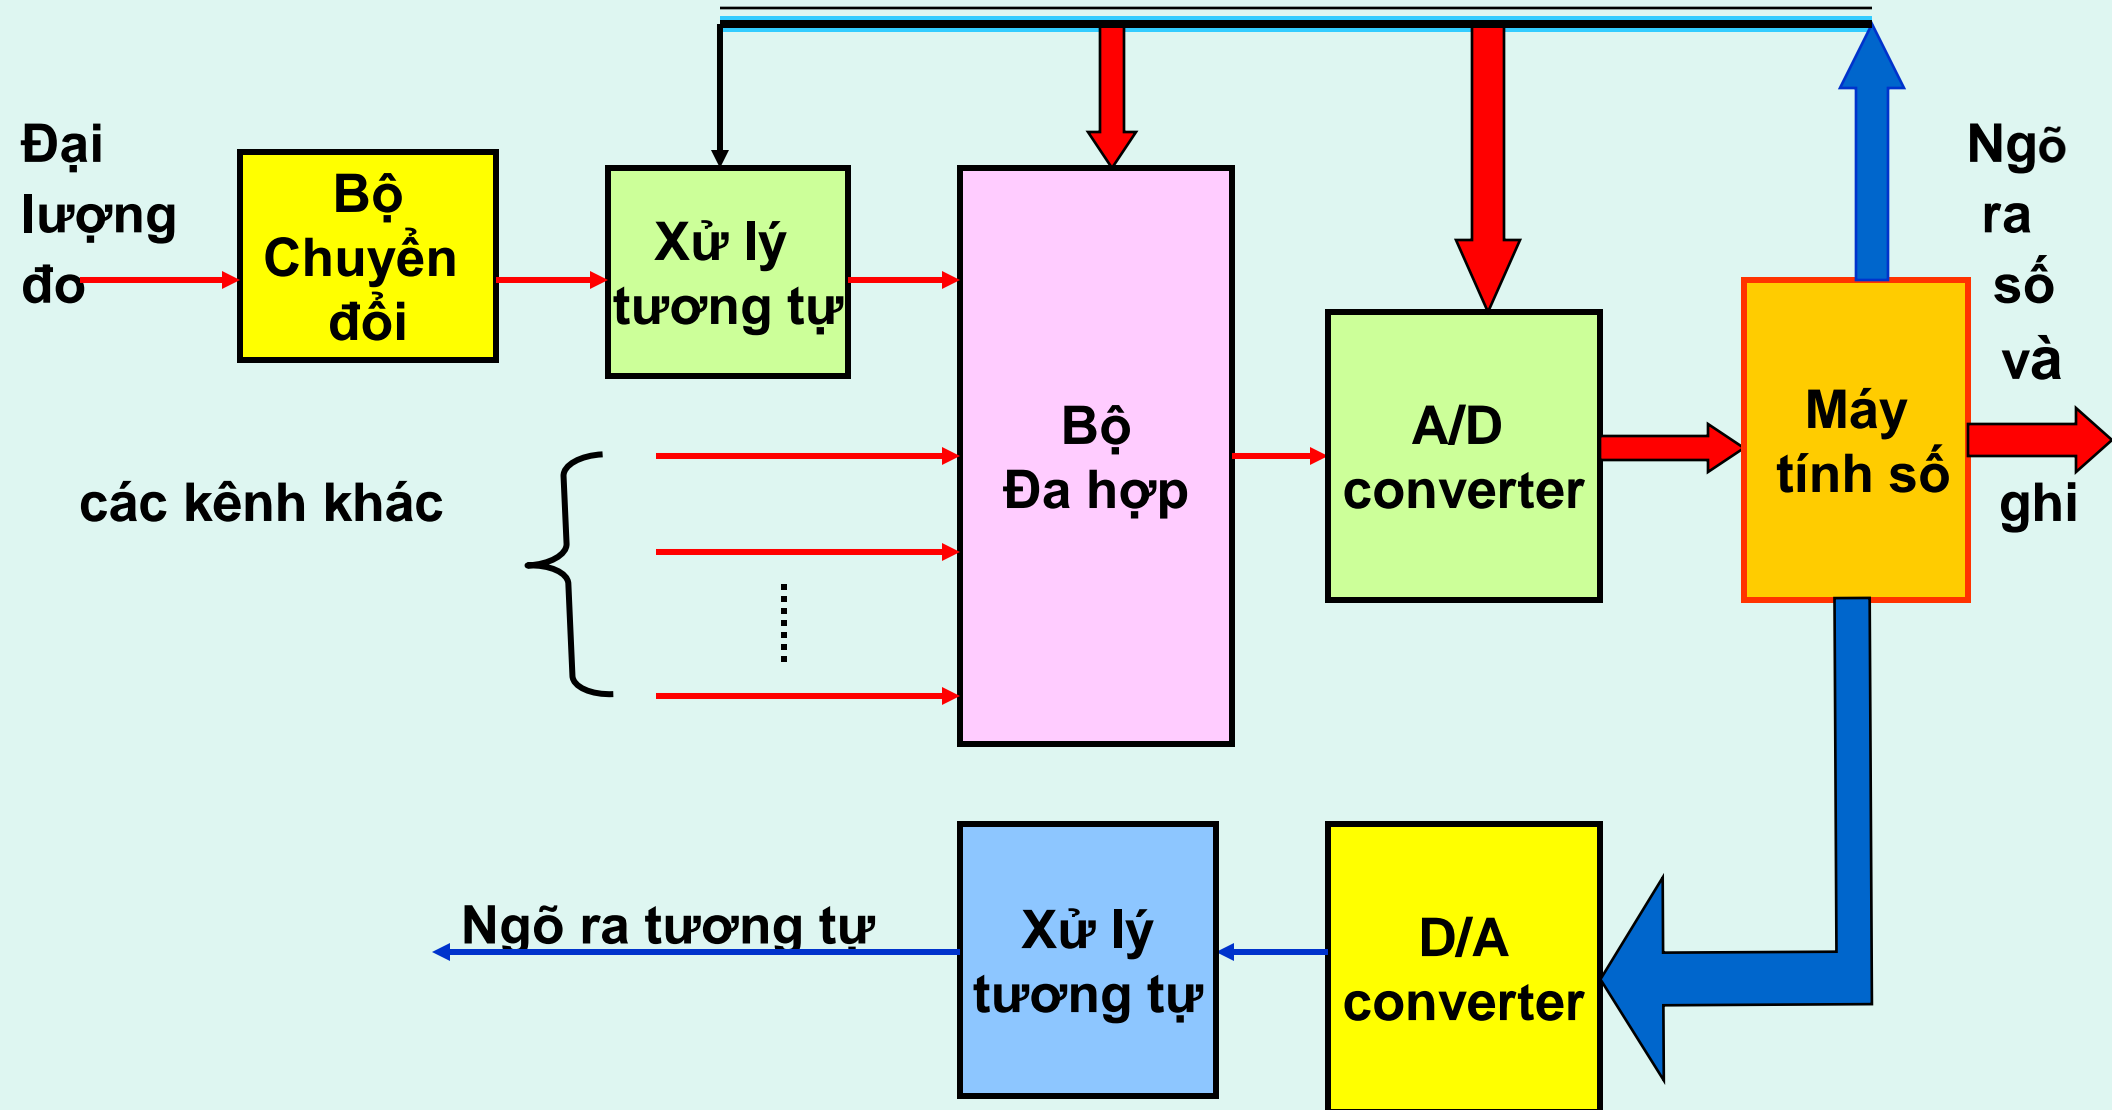 Đại
lượng
đo
Bộ
Chuyển
đổi
Xử lý
tương tự
các kênh khác
Bộ
Đa hợp
A/D
converter
Máy
tính số
Ngõ
ra
số
và
ghi
Ngõ ra tương tự
Xử lý
tương tự
D/A
converter